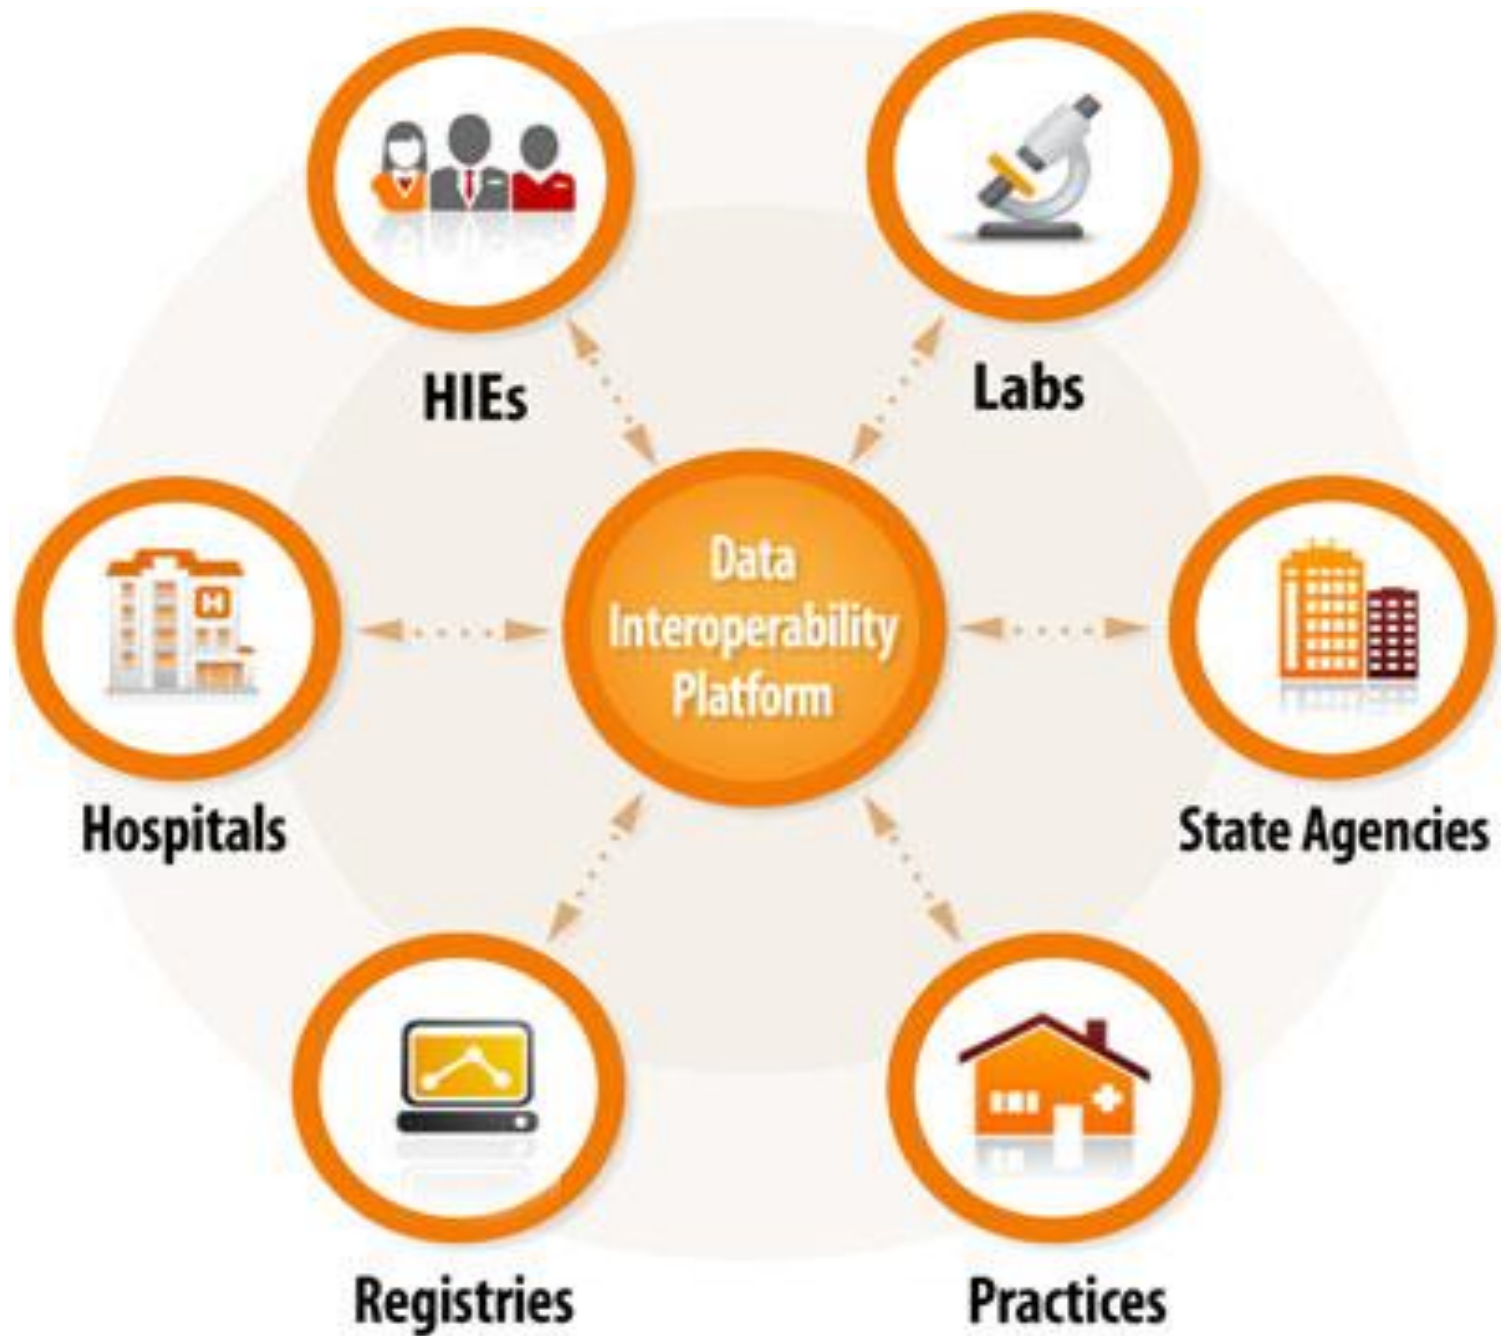 HIEs
Labs
Data
Interoperability
Platform
H
Hospitals
State Agencies
Registries
Practices